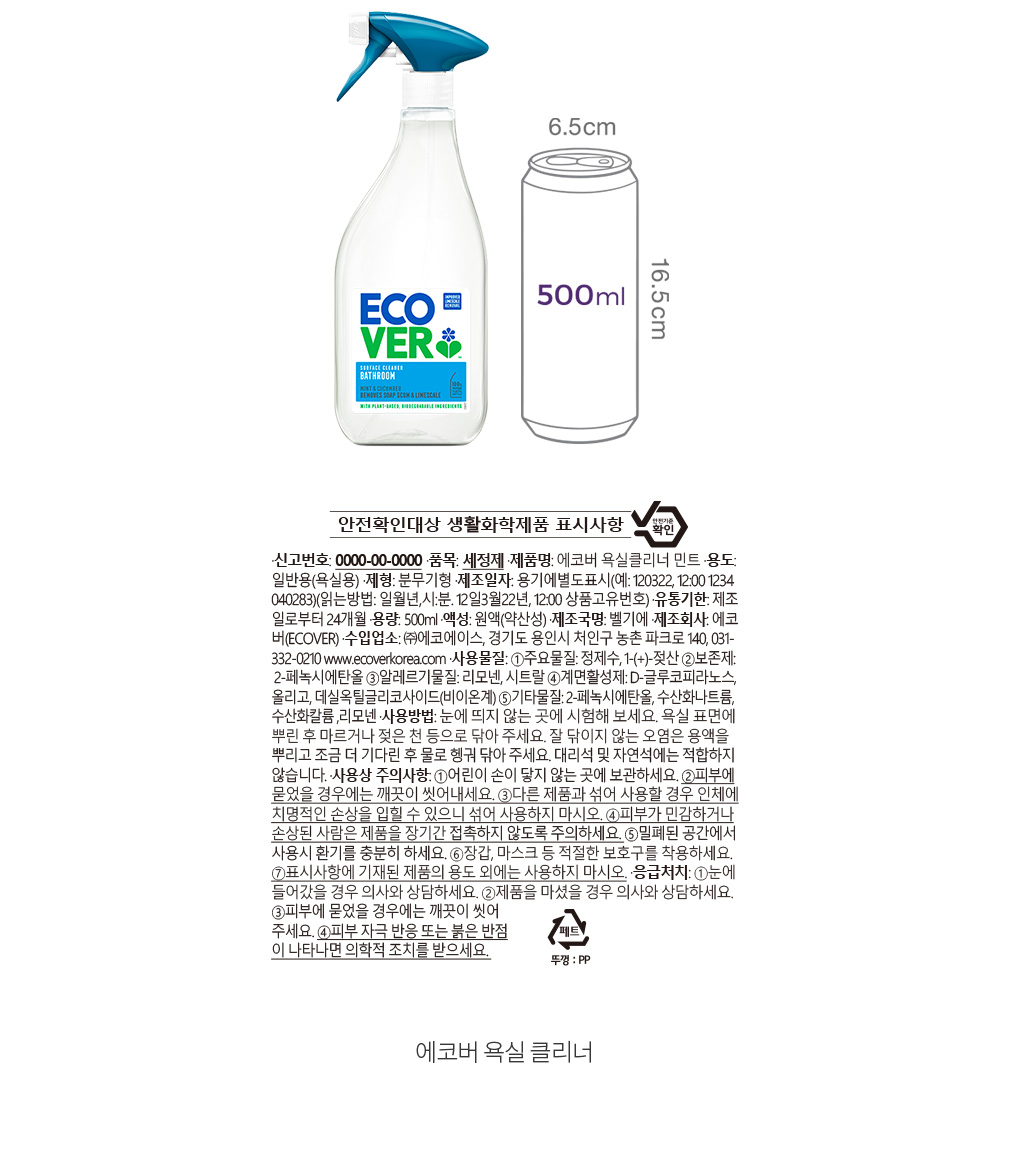 6.5cm
500ml
16.5cm
ECO
VER
IMPROVED
LIMESCALE
REMOVAL
SURFACE CLEANER
BATHROOM
MINT & CUCUMBER
REMOVES SOAP SCUM & LIMESCALE
WITH PLANT-BASED, BIODEGRADABLE INGREDIENTS
안전확인대상 생활화학제품 표시사항
안전기준
확인
·신고번호: 0000-00-0000 ·품목: 세정제 ·제품명: 에코버 욕실클리너 민트 ·용도:
일반용(욕실용) ·제형: 분무기형 ·제조일자: 용기에별도표시(예: 120322, 12:00 1234
040283)(읽는방법: 일월년,시:분. 12일3월22년, 12:00 상품고유번호) ·유통기한: 제조
일로부터 24개월 ·용량: 500ml ·액성: 원액(약산성) ·제조국명: 벨기에 ·제조회사: 에코
버(ECOVER) ·수입업소: ㈜에코에이스, 경기도 용인시 처인구 농촌 파크로 140, 031-
332-0210 www.ecoverkorea.com ·사용물질: ①주요물질: 정제수, 1-(+)-젖산 ②보존제:
2-페녹시에탄올 ③알레르기물질: 리모넨, 시트랄 ④계면활성제: D-글루코피라노스,
올리고, 데실옥틸글리코사이드(비이온계) ⑤기타물질: 2-페녹시에탄올, 수산화나트륨,
수산화칼륨 ,리모넨 ·사용방법: 눈에 띄지 않는 곳에 시험해 보세요. 욕실 표면에
뿌린 후 마르거나 젖은 천 등으로 닦아 주세요. 잘 닦이지 않는 오염은 용액을
뿌리고 조금 더 기다린 후 물로 헹궈 닦아 주세요. 대리석 및 자연석에는 적합하지
않습니다. ·사용상 주의사항: ①어린이 손이 닿지 않는 곳에 보관하세요. ②피부에
묻었을 경우에는 깨끗이 씻어내세요. ③다른 제품과 섞어 사용할 경우 인체에
치명적인 손상을 입힐 수 있으니 섞어 사용하지 마시오. ④피부가 민감하거나
손상된 사람은 제품을 장기간 접촉하지 않도록 주의하세요. ⑤밀폐된 공간에서
사용시 환기를 충분히 하세요. ⑥장갑, 마스크 등 적절한 보호구를 착용하세요.
⑦표시사항에 기재된 제품의 용도 외에는 사용하지 마시오. ·응급처치: ①눈에
들어갔을 경우 의사와 상담하세요. ②제품을 마셨을 경우 의사와 상담하세요.
③피부에 묻었을 경우에는 깨끗이 씻어
주세요. ④피부 자극 반응 또는 붉은 반점
이 나타나면 의학적 조치를 받으세요.
페트
뚜껑 : PP
에코버 욕실 클리너